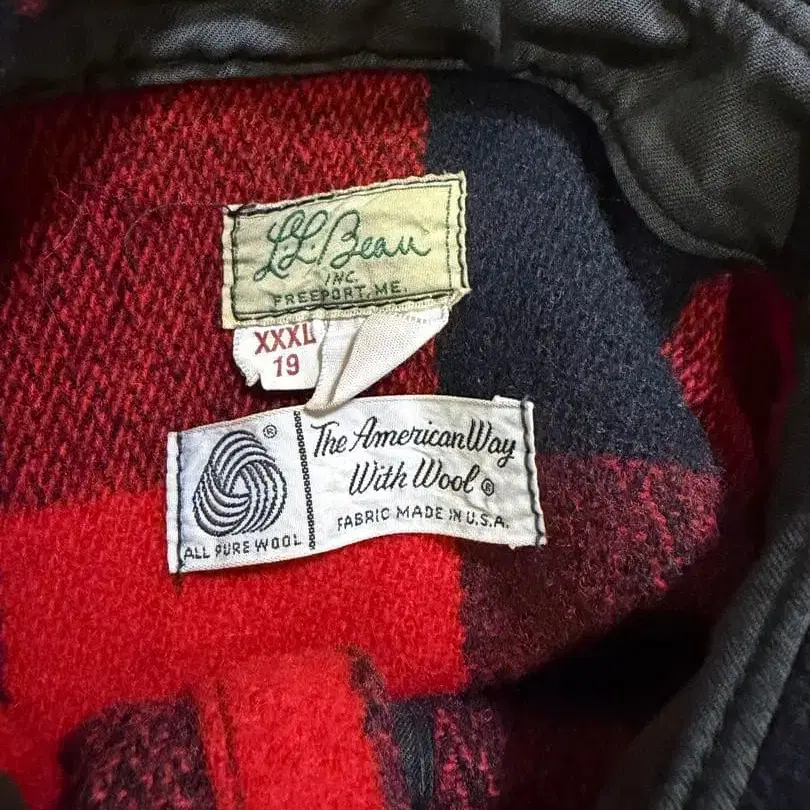 L.L. Bean
INC.
FREEPORT, ME.
XXXL
19
®
ALL PURE WOOL
The American Way
With Wool ®
FABRIC MADE IN U.S.A.